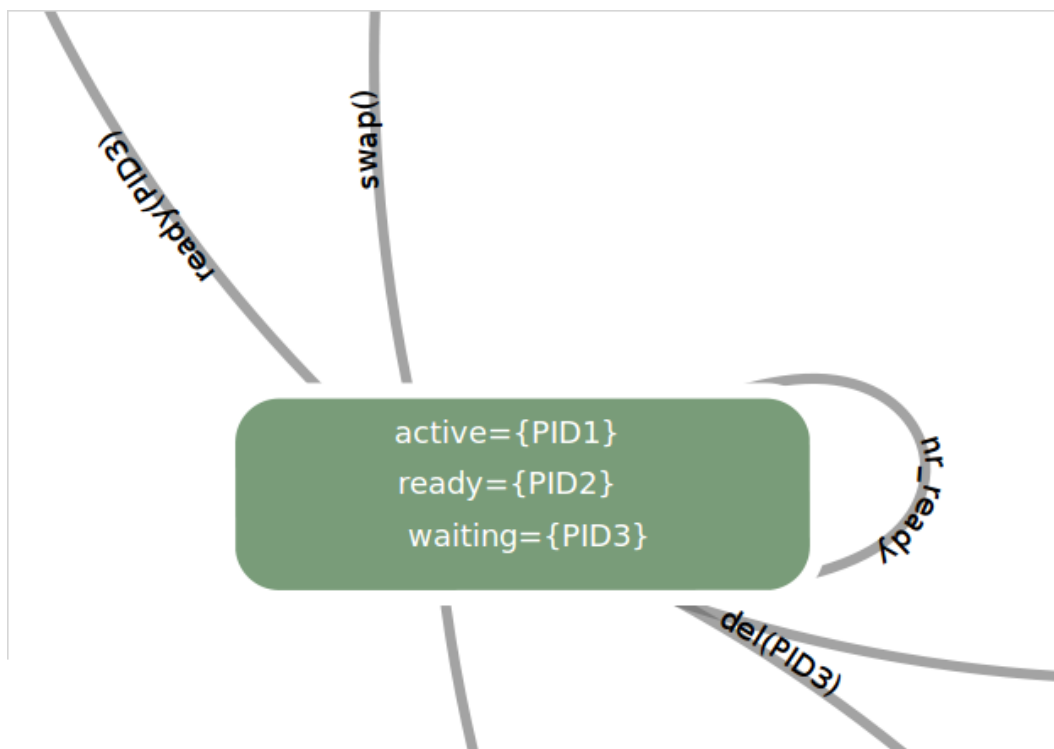 swap()
ready(PID3)
active={PID1}
ready={PID2}
waiting={PID3}
nr_ready
del(PID3)